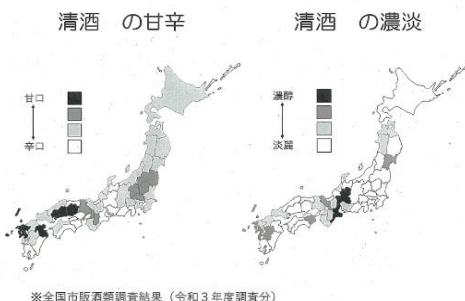 清酒 の甘辛
甘口
辛口
清酒 の濃淡
濃醇
淡麗
※全国市販酒類調査結果（令和3年度調査分）